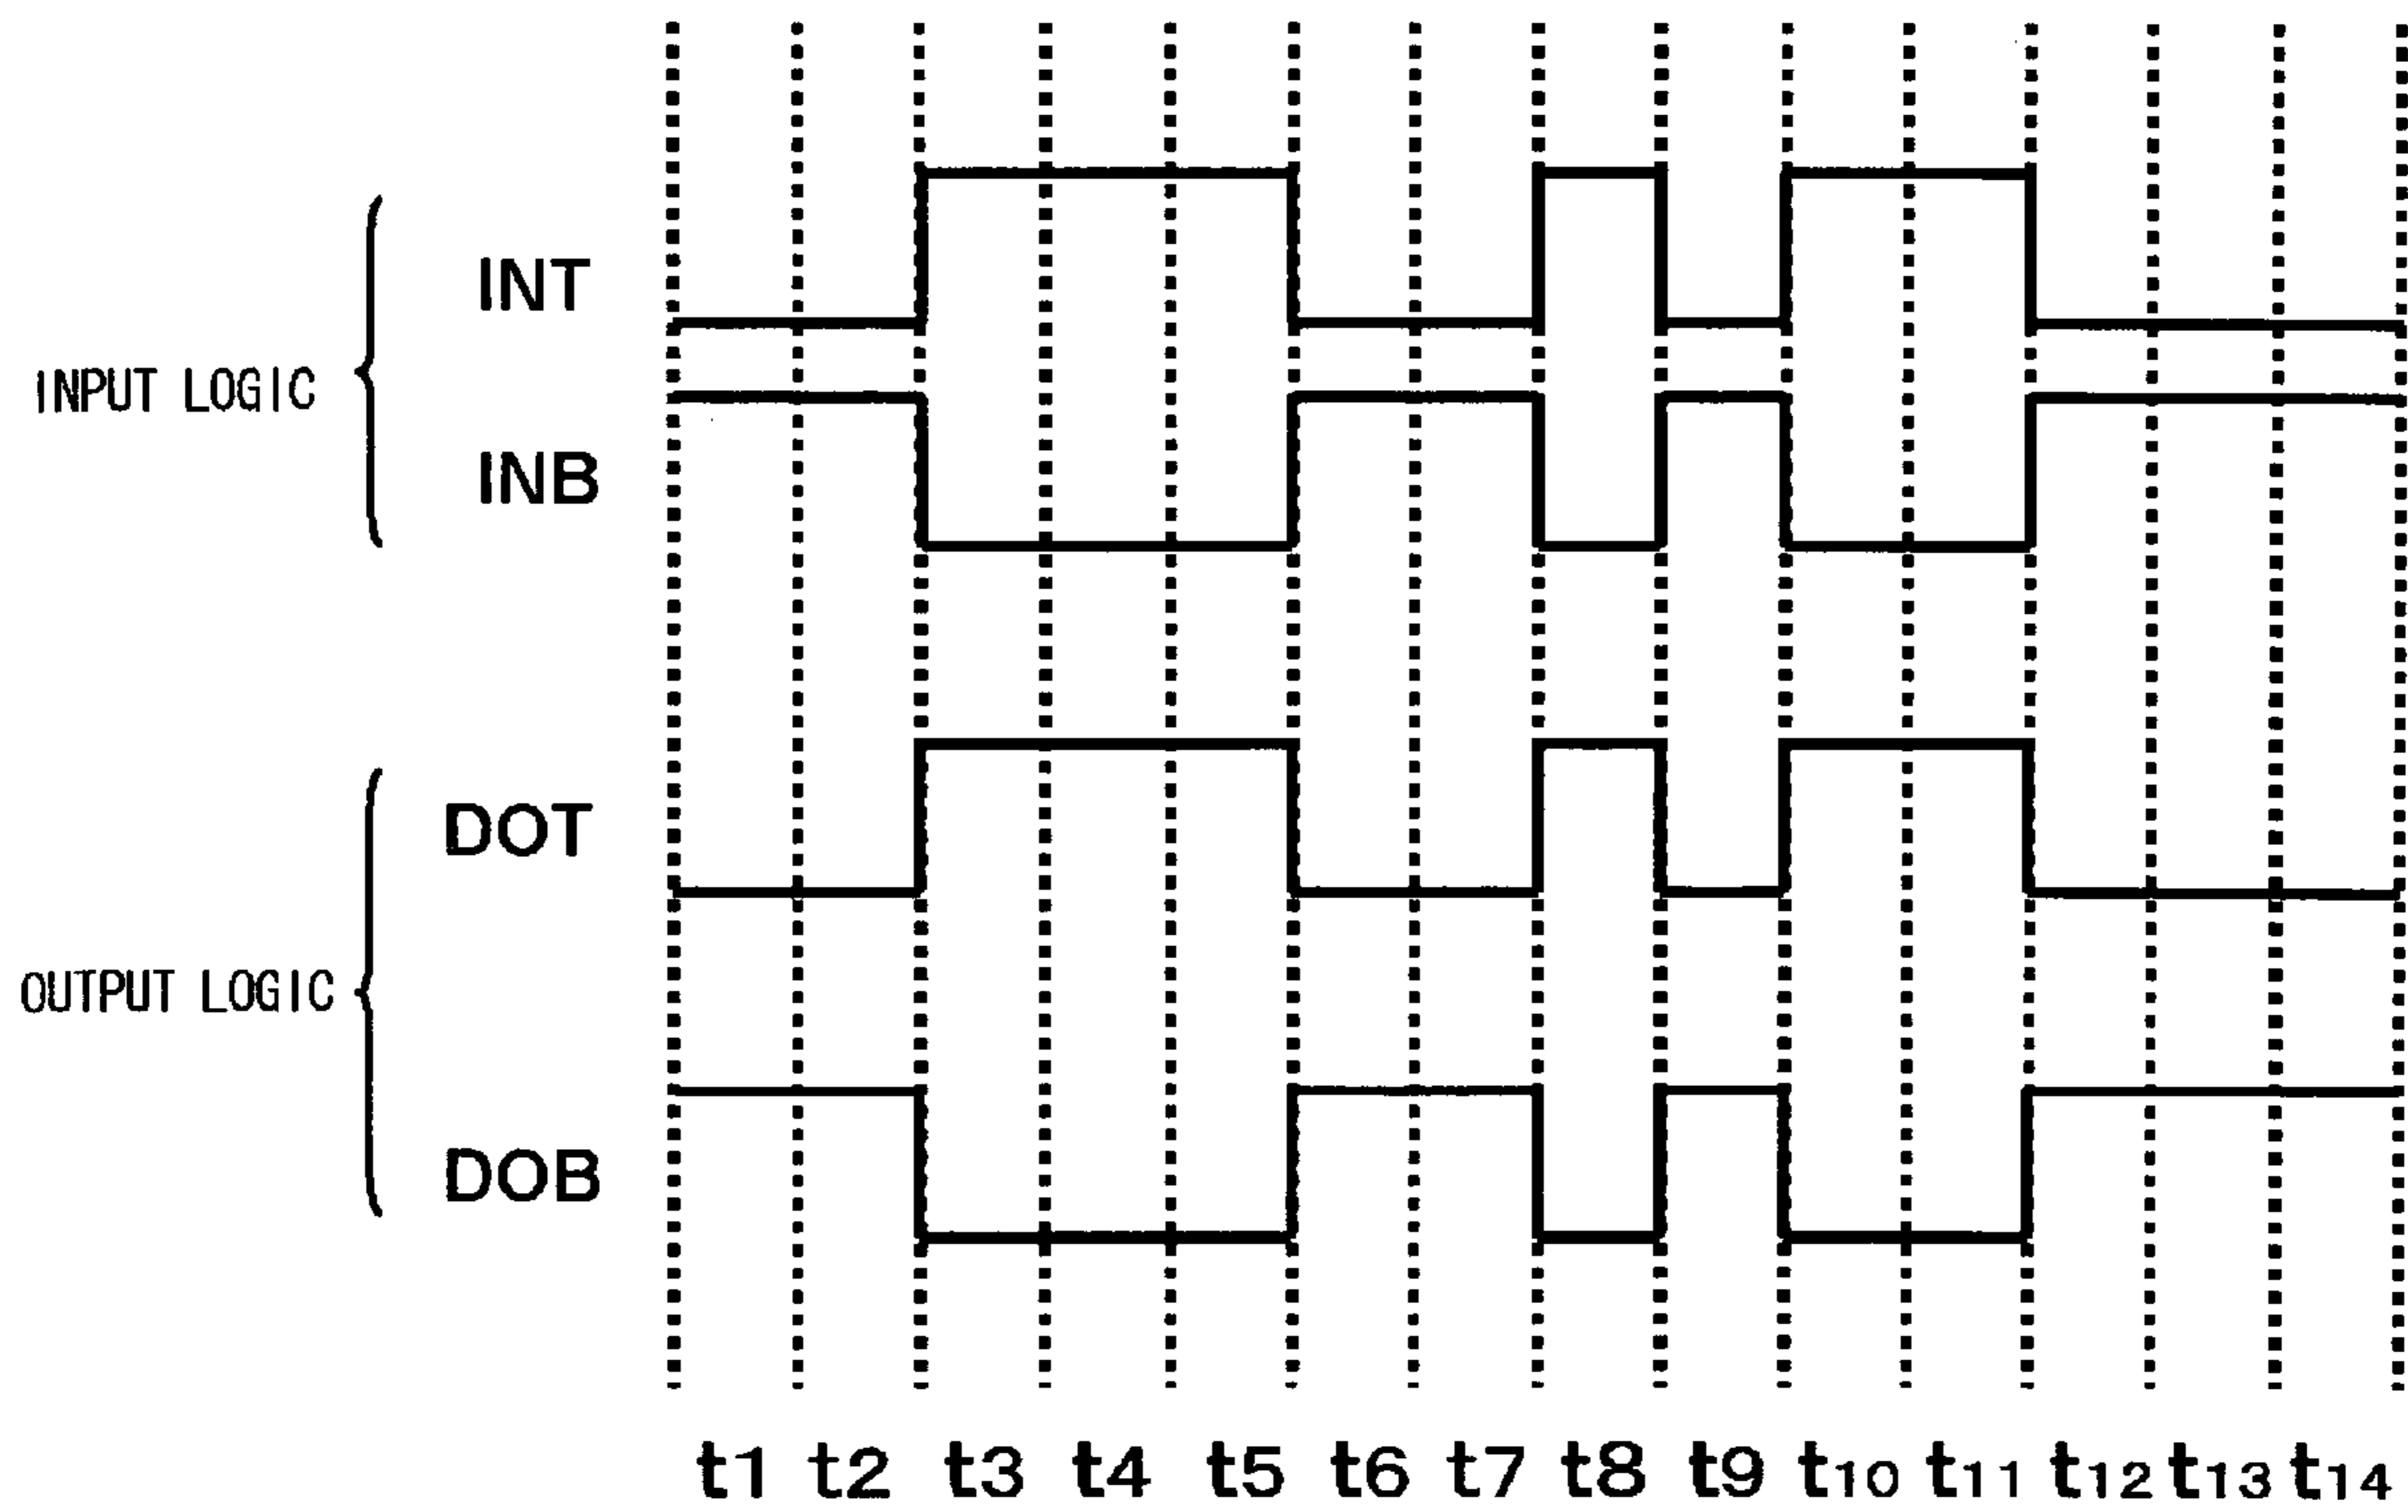 INT
INPUT LOGIC
INB
DOT
OUTPUT LOGIC
DOB
t1 t2 t3 t4 t5 t6 t7 t8 t9 t10 t11 t12 t13 t14